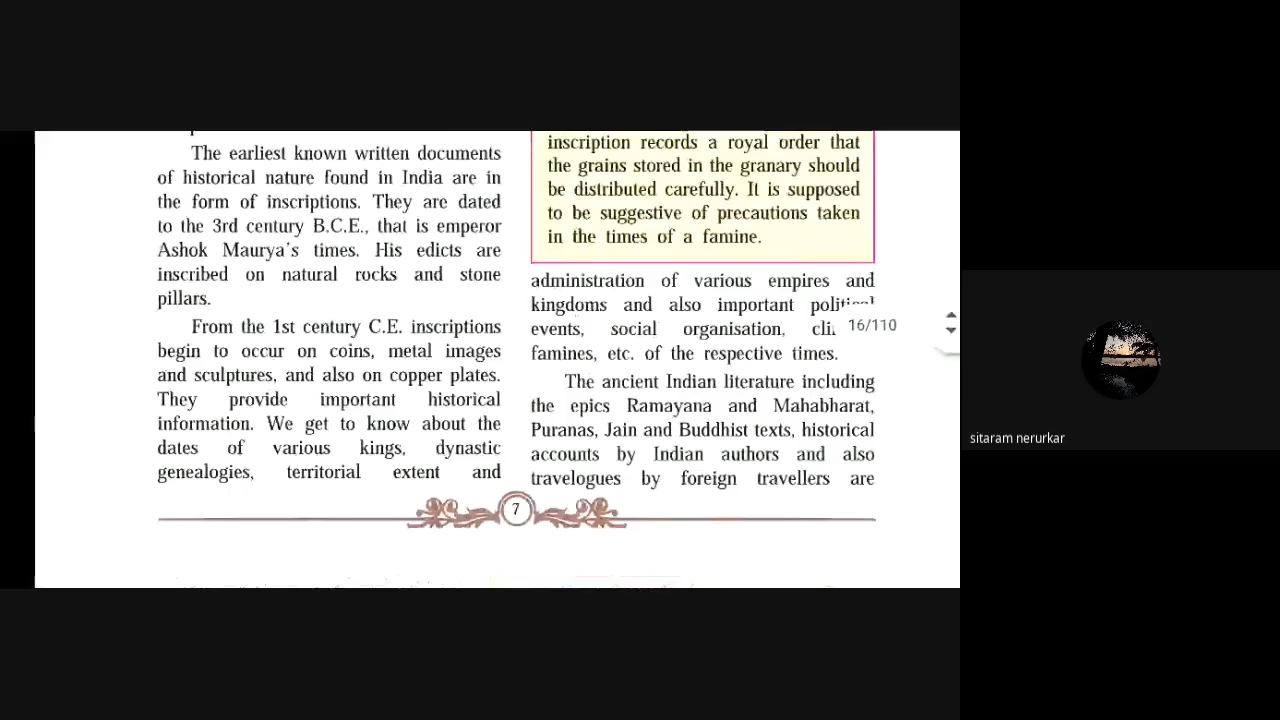 The earliest known written documents
of historical nature found in India are in
the form of inscriptions. They are dated
to the 3rd century B.C.E., that is emperor
Ashok Maurya's times. His edicts are
inscribed on natural rocks and stone
pillars.
From the 1st century C.E. inscriptions
begin to occur on coins, metal images
and sculptures, and also on copper plates.
They provide important historical
information. We get to know about the
dates of various kings, dynastic
genealogies, territorial extent and
inscription records a royal order that
the grains stored in the granary should
be distributed carefully. It is supposed
to be suggestive of precautions taken
in the times of a famine.
administration of various empires and
kingdoms and also important political
events, social organisation,
famines, etc. of the respective times.
The ancient Indian literature including
the epics Ramayana and Mahabharat,
Puranas, Jain and Buddhist texts, historical
accounts by Indian authors and also
travelogues by foreign travellers are
7
16/110
sitaram nerurkar